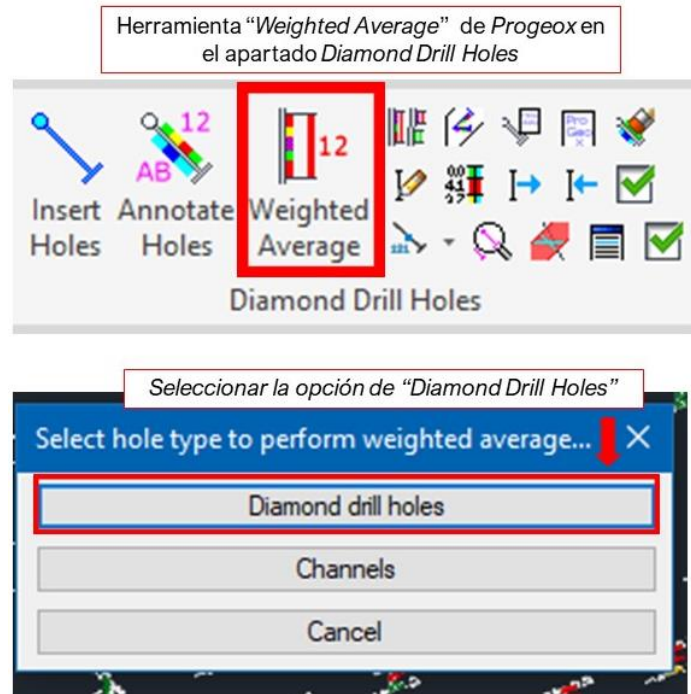 Herramienta “Weighted Average” de Progeox en
el apartado Diamond Drill Holes
12
12
AB
Insert Annotate Weighted
Holes Holes Average
Diamond Drill Holes
Seleccionar la opción de “Diamond Drill Holes”
Select hole type to perform weighted average...
Diamond drill holes
Channels
Cancel